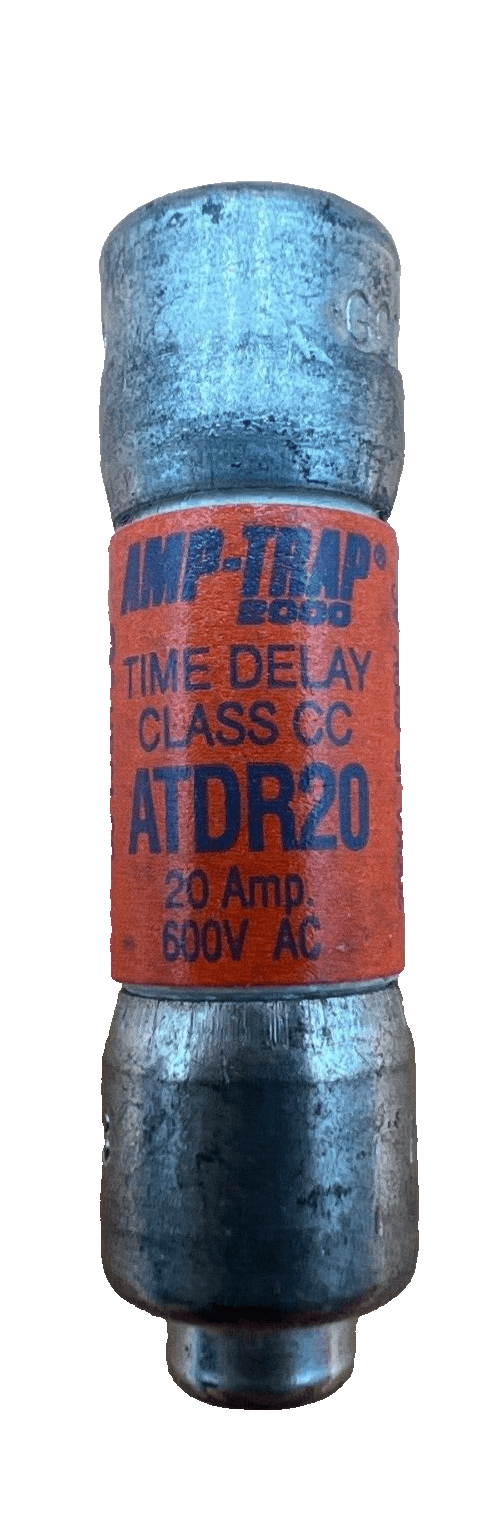 AMP-TRAP®
2000
TIME DELAY
CLASS CC
ATDR20
20 Amp.
600V AC